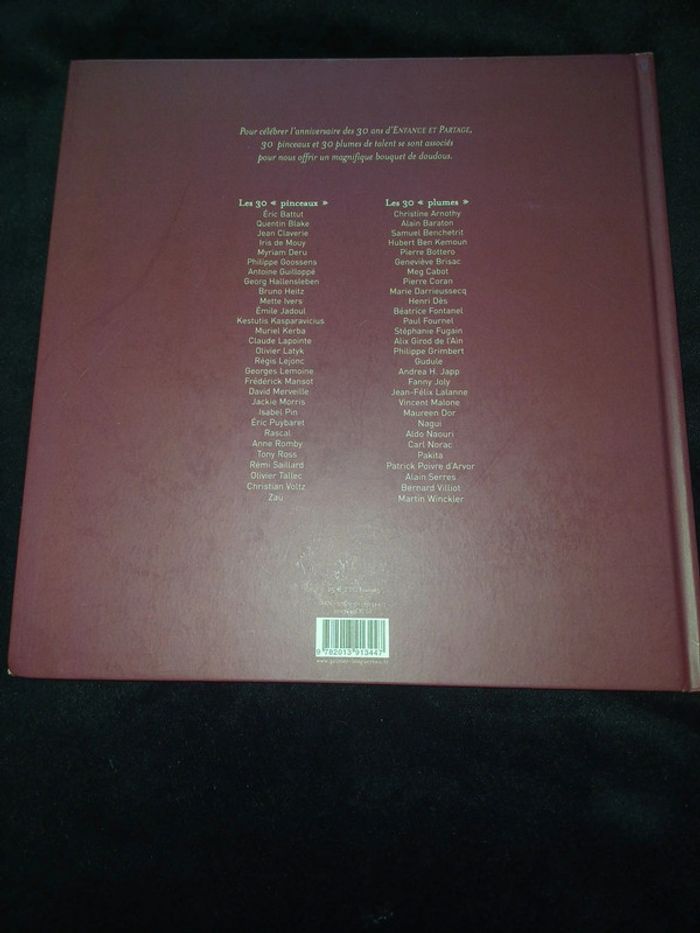 Pour célébrer l'anniversaire des 30 ans d'ENFANCE ET PARTAGE,
30 pinceaux et 30 plumes de talent se sont associés
pour nous offrir un magnifique bouquet de doudous.
Les 30 « pinceaux »
Éric Battut
Quentin Blake
Jean Claverie
Iris de Mouy
Myriam Deru
Philippe Goossens
Antoine Guilloppé
Georg Hallensleben
Bruno Heitz
Mette Ivers
Émile Jadoul
Kestutis Kasparavicius
Muriel Kerba
Claude Lapointe
Olivier Latyk
Régis Lejonc
Georges Lemoine
Frédérick Mansot
David Merveille
Jackie Morris
Isabel Pin
Éric Puybaret
Rascal
Anne Romby
Tony Ross
Rémi Saillard
Olivier Tallec
Christian Voltz
Zaü
Les 30 « plumes »
Christine Arnothy
Alain Baraton
Samuel Benchetrit
Hubert Ben Kemoun
Pierre Bottero
Geneviève Brisac
Meg Cabot
Pierre Coran
Marie Darrieussecq
Henri Dès
Béatrice Fontanel
Paul Fournel
Stéphanie Fugain
Alix Girod de l'Ain
Philippe Grimbert
Gudule
Andrea H. Japp
Fanny Joly
Jean-Félix Lalanne
Vincent Malone
Maureen Dor
Nagui
Aldo Naouri
Carl Norac
Pakita
Patrick Poivre d'Arvor
Alain Serres
Bernard Villiot
Martin Winckler
9 782013 913447
www.gautier-languereau.fr